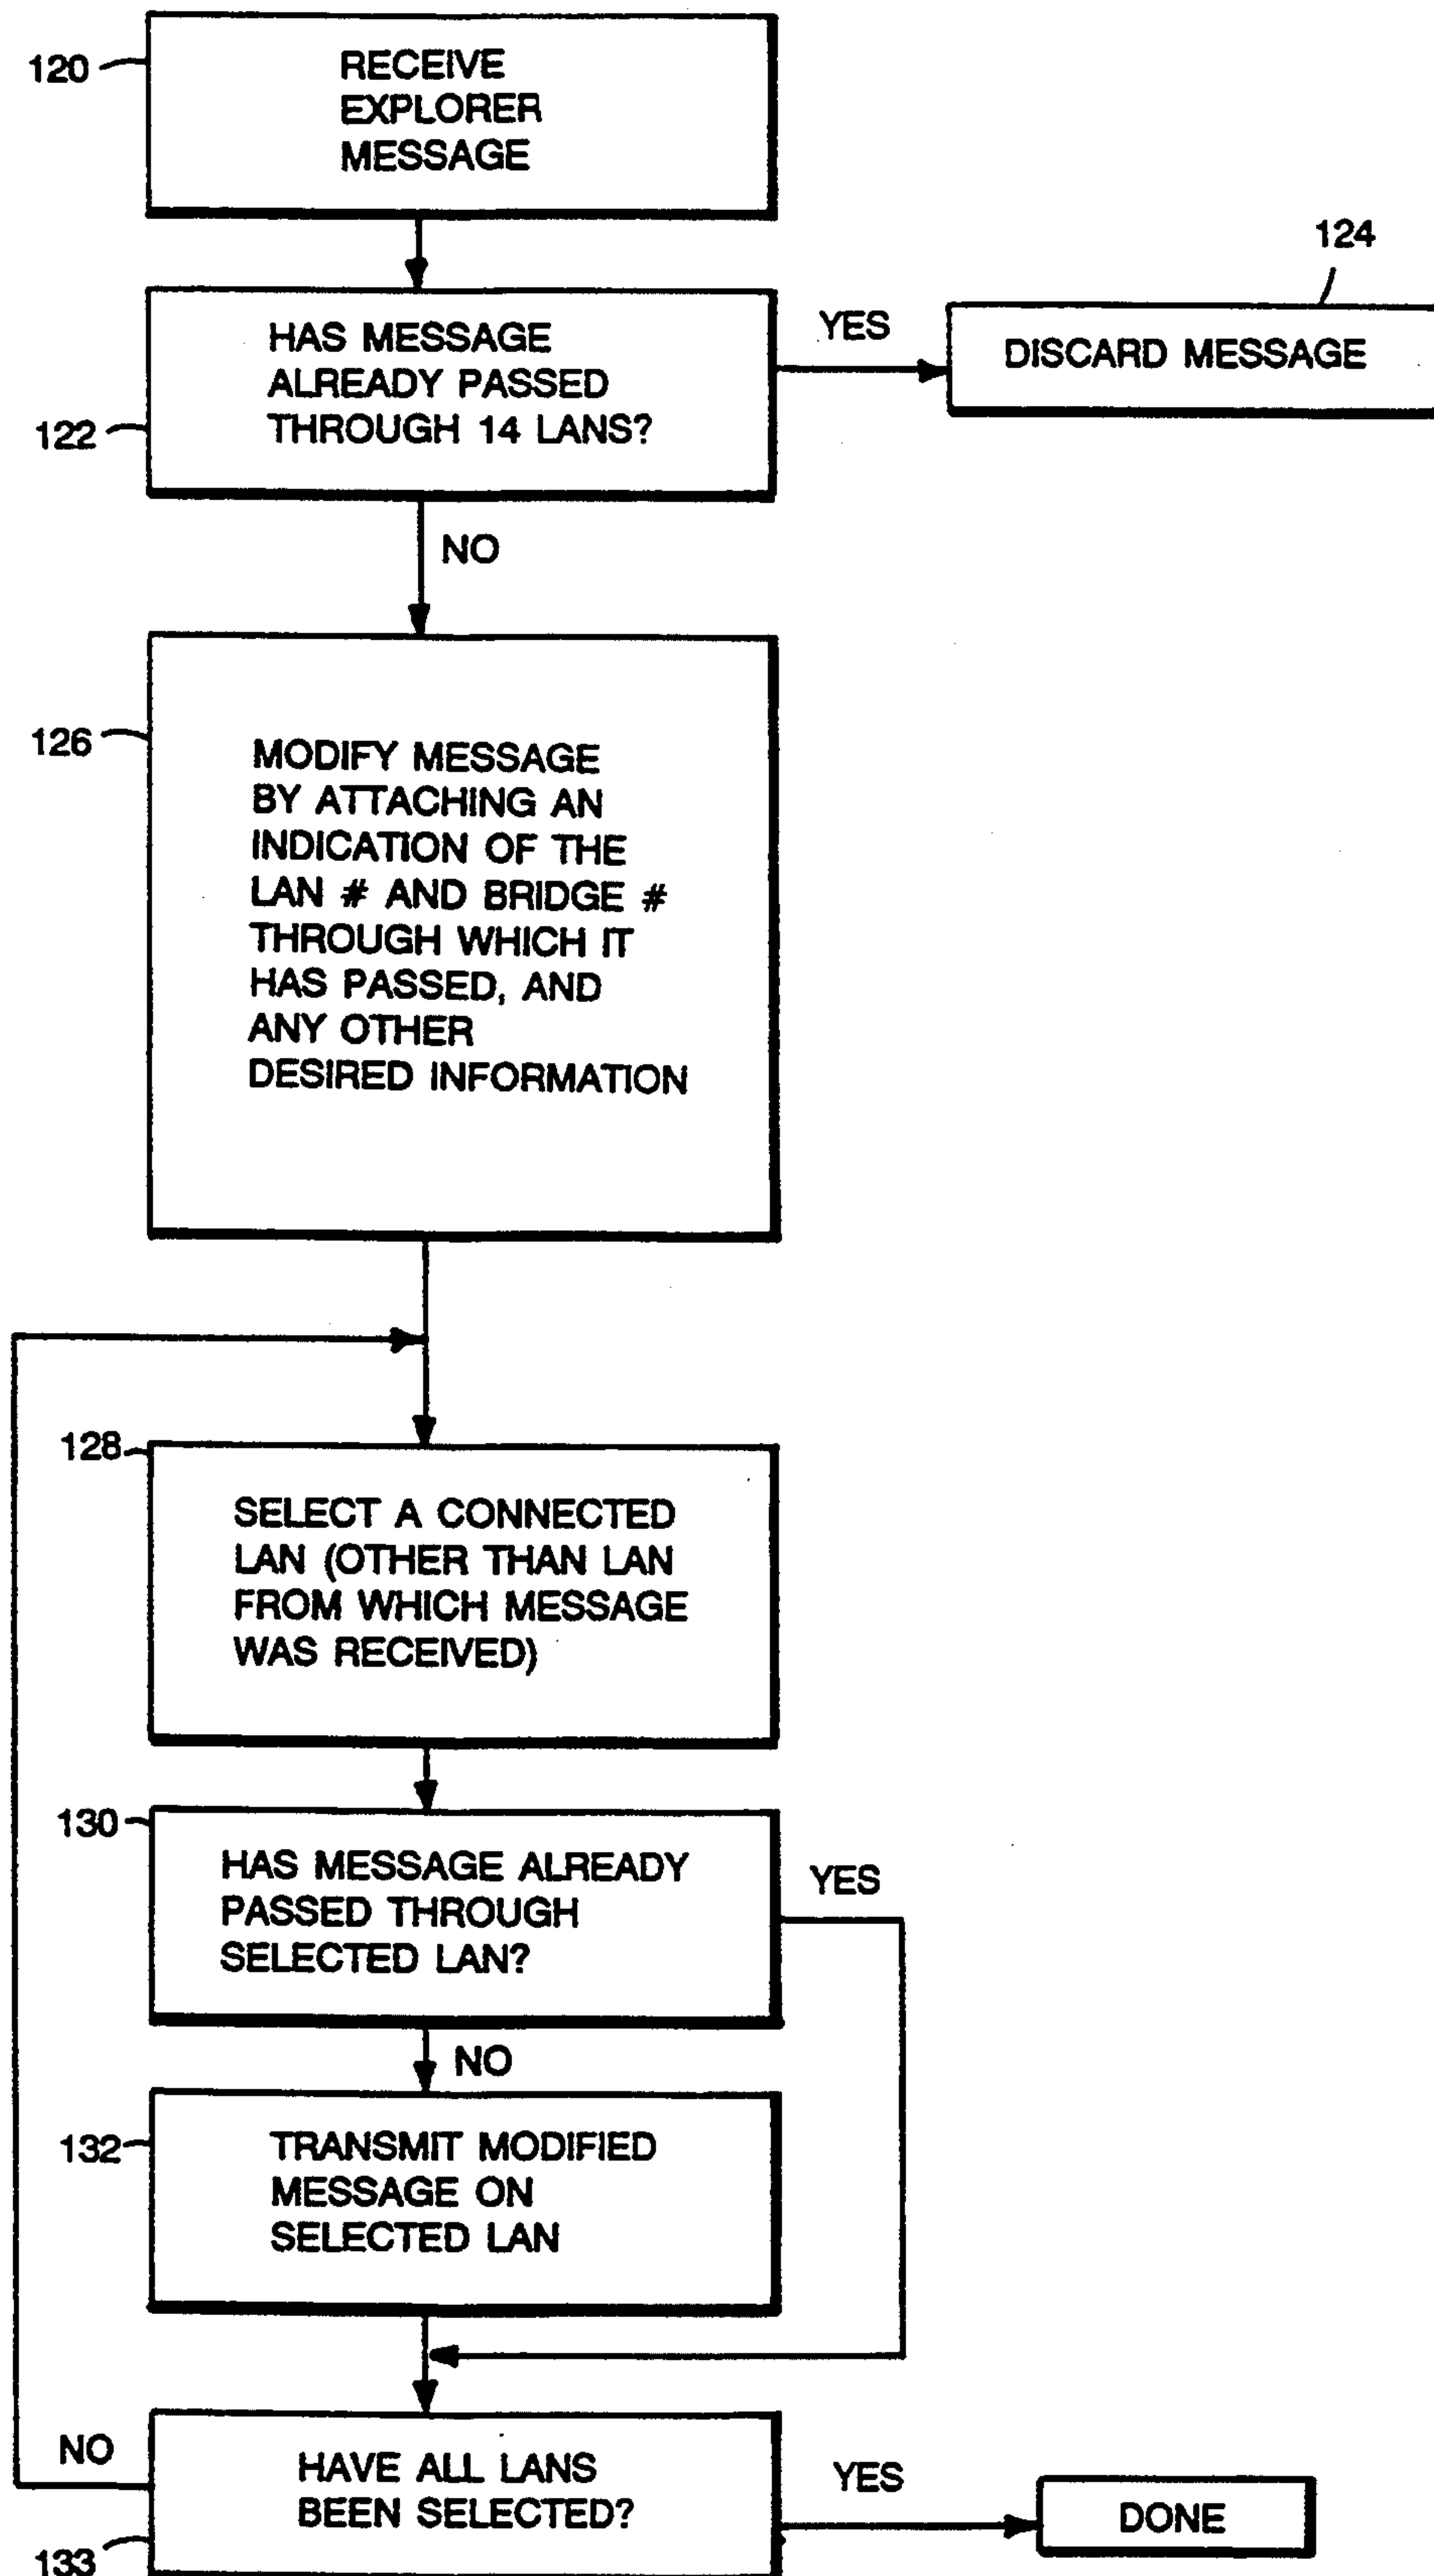 120
RECEIVE
EXPLORER
MESSAGE
124
122
HAS MESSAGE
ALREADY PASSED
THROUGH 14 LANS?
YES
DISCARD MESSAGE
NO
126
MODIFY MESSAGE
BY ATTACHING AN
INDICATION OF THE
LAN # AND BRIDGE #
THROUGH WHICH IT
HAS PASSED, AND
ANY OTHER
DESIRED INFORMATION
128
SELECT A CONNECTED
LAN (OTHER THAN LAN
FROM WHICH MESSAGE
WAS RECEIVED)
130
HAS MESSAGE ALREADY
PASSED THROUGH
SELECTED LAN?
YES
NO
132
TRANSMIT MODIFIED
MESSAGE ON
SELECTED LAN
NO
133
HAVE ALL LANS
BEEN SELECTED?
YES
DONE